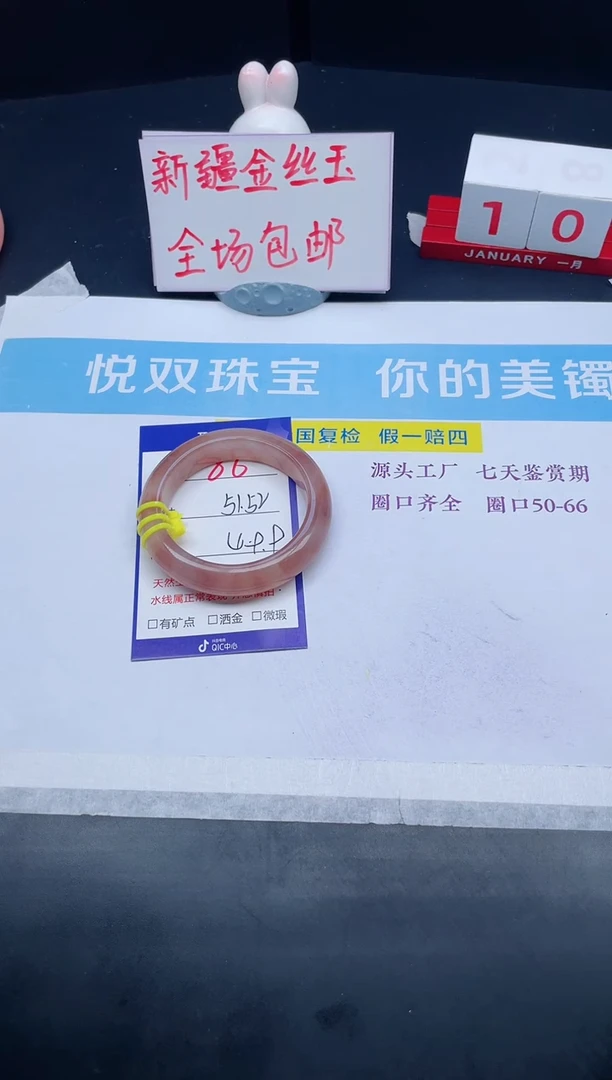 新疆金丝玉
全场包邮
1 0
JANUARY 一月
悦双珠宝 你的美镯
国复检 假一赔四
源头工厂 七天鉴赏期
圈口齐全 圈口50-66
06
51.52
天然
水线属正常
□有矿点 □洒金 □微瑕
QIC中心